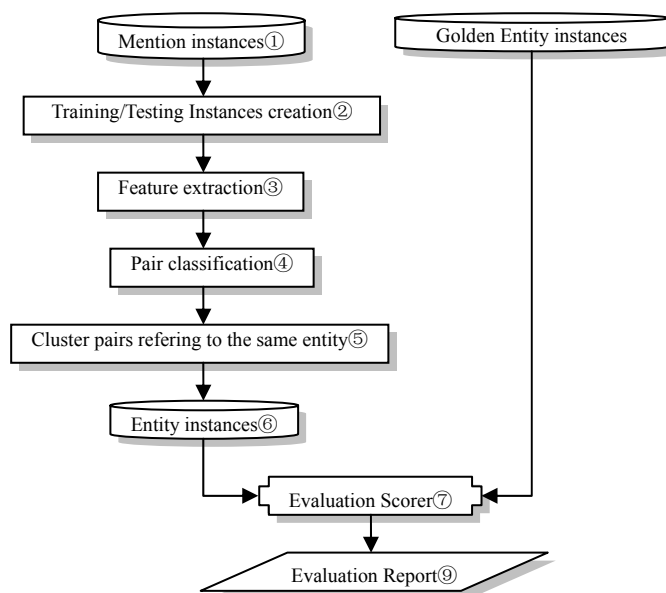 Mention instances①
Golden Entity instances
Training/Testing Instances creation②
Feature extraction③
Pair classification④
Cluster pairs refering to the same entity⑤
Entity instances⑥
Evaluation Scorer⑦
Evaluation Report⑨